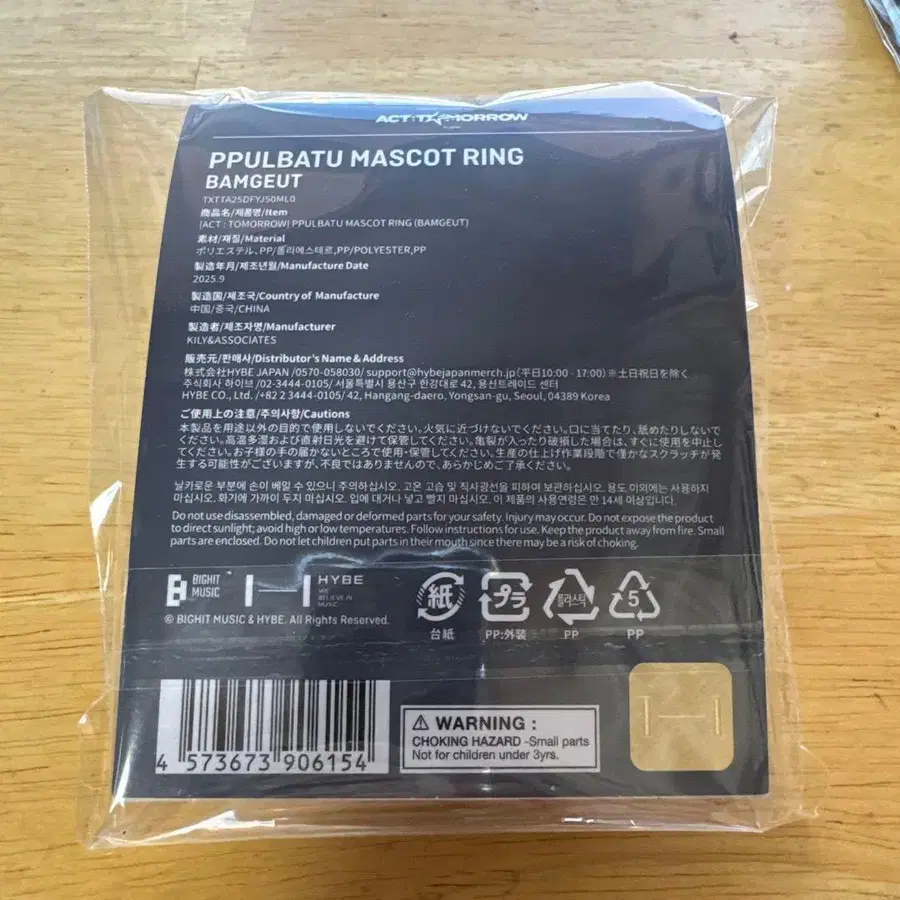 ACT : T☆MORROW
PPULBATU MASCOT RING
BAMGEUT
TXTTA25DFYJ50ML0
商品名/제품명/Item
[ACT : TOMORROW] PPULBATU MASCOT RING (BAMGEUT)
素材/재질/Material
ポリエステル、PP/폴리에스테르,PP/POLYESTER,PP
製造年月/제조년월/Manufacture Date
2025.9
製造国/제조국/Country of Manufacture
中国/중국/CHINA
製造者/제조자명/Manufacturer
KILY&ASSOCIATES
販売元/판매사/Distributor's Name & Address
株式会社HYBE JAPAN /0570-058030/ support@hybejapanmerch.jp (平日10:00 - 17:00) ※土日祝日を除く
주식회사 하이브 /02-3444-0105/ 서울특별시 용산구 한강대로 42, 용산트레이드 센터
HYBE CO., Ltd. /+82 2 3444-0105/ 42, Hangang-daero, Yongsan-gu, Seoul, 04389 Korea
ご使用上の注意/주의사항/Cautions
本製品を用途以外の目的で使用しないでください。火気に近づけないでください。口に当てたり、舐めたりしないで
ください。高温多湿および直射日光を避けて保管してください。亀裂が入ったり破損した場合は、すぐに使用を中止し
てください。お子様の手の届かないところで使用・保管してください。生産の仕上げ作業段階で僅かなスクラッチが発
生する可能性がございますが、不良ではありませんので、あらかじめご了承ください。
날카로운 부분에 손이 베일 수 있으니 주의하십시오. 고온 고습 및 직사광선을 피하여 보관하십시오. 용도 외에는 사용하지
마십시오. 화기에 가까이 두지 마십시오. 입에 대거나 넣고 빨지 마십시오. 이 제품의 사용연령은 만 14세 이상입니다.
Do not use disassembled, damaged or deformed parts for your safety. Injury may occur. Do not expose the product
to direct sunlight; avoid high or low temperatures. Follow instructions for use. Keep the product away from fire. Small
parts are enclosed. Do not let children put parts in their mouth since there may be a risk of choking.
BIGHIT
MUSIC
HYBE
WE
BELIEVE IN
MUSIC
© BIGHIT MUSIC & HYBE. All Rights Reserved.
紙
台紙
プラ
PP:外装
플라스틱
PP
5
PP
4 573673 906154
⚠ WARNING :
CHOKING HAZARD -Small parts
Not for children under 3yrs.